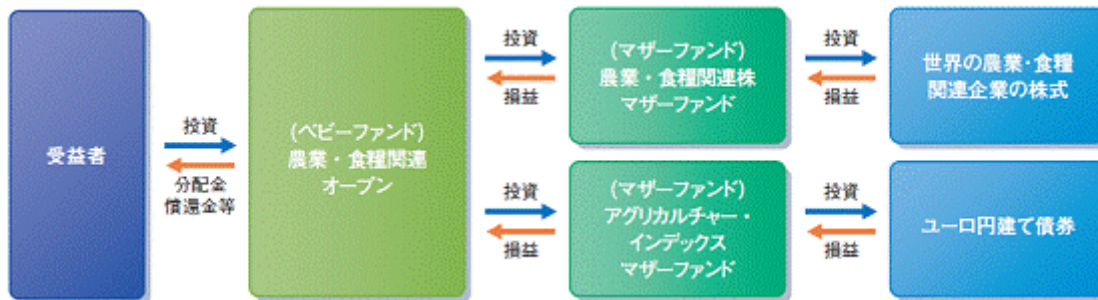 受益者
投資
分配金
償還金等
(ベビーファンド)
農業・食糧関連
オープン
投資
損益
(マザーファンド)
農業・食糧関連株
マザーファンド
投資
損益
世界の農業・食糧
関連企業の株式
投資
損益
(マザーファンド)
アグリカルチャー・
インデックス
マザーファンド
投資
損益
ユーロ円建て債券